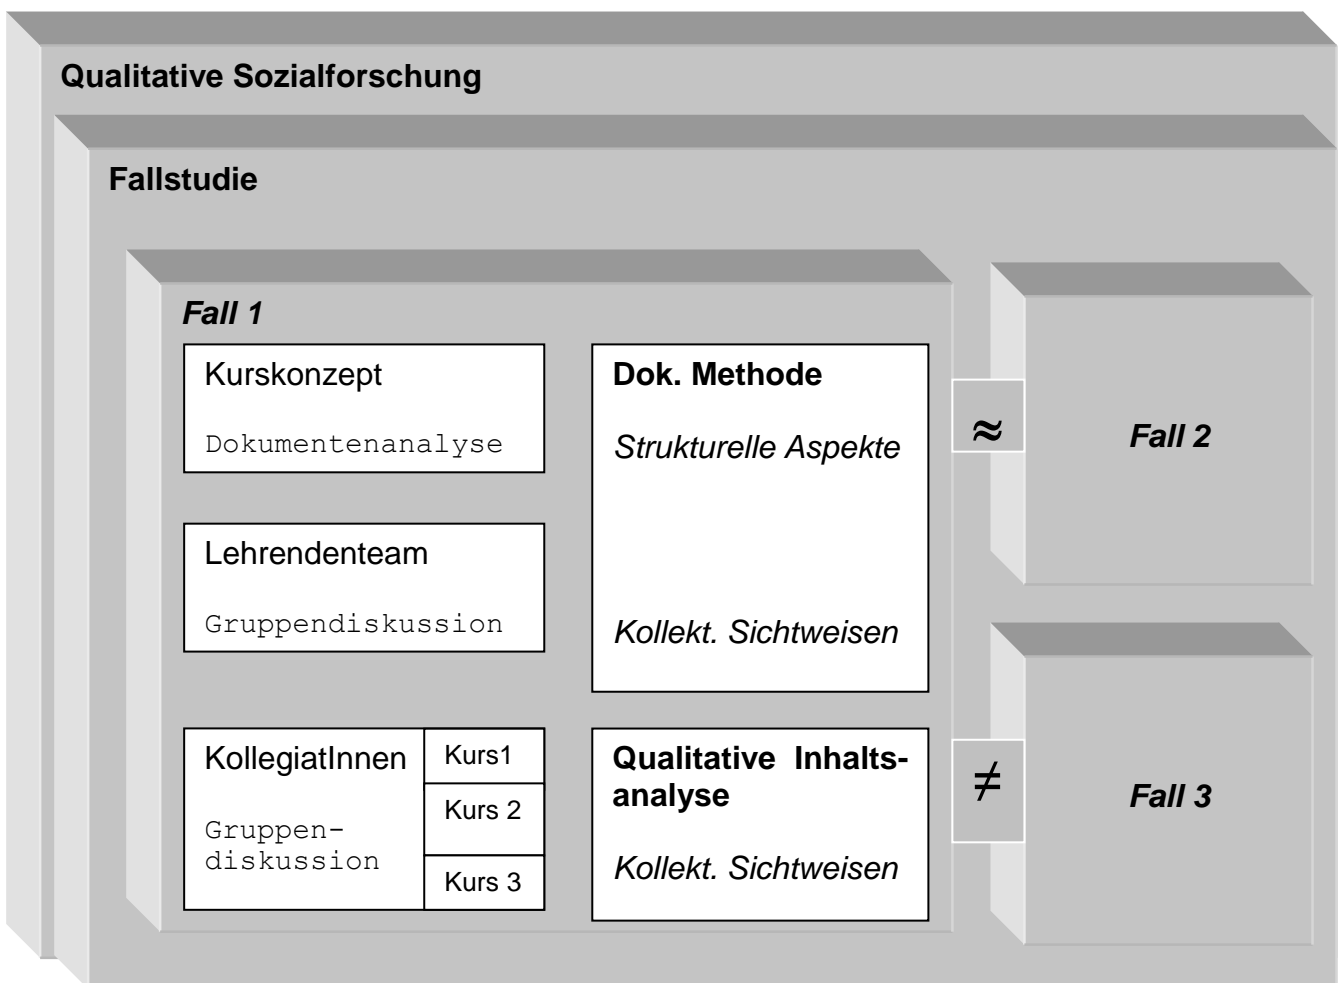 Qualitative Sozialforschung
Fallstudie
Fall 1
Kurskonzept
Dokumentenanalyse
Lehrendenteam
Gruppendiskussion
KollegiatInnen
Gruppen-
diskussion
Kurs1
Kurs 2
Kurs 3
Dok. Methode
Strukturelle Aspekte
Kollekt. Sichtweisen
Qualitative Inhalts-
analyse
Kollekt. Sichtweisen
≈
Fall 2
≠
Fall 3